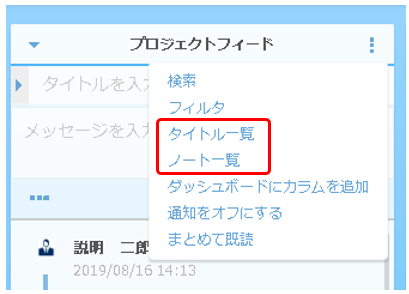 プロジェクトフィード
タイトルを入
検索
フィルタ
メッセージを入
タイトル一覧
ノート一覧
ダッシュボードにカラムを追加
通知をオフにする
まとめて既読
説明 二郎
2019/08/16 14:13